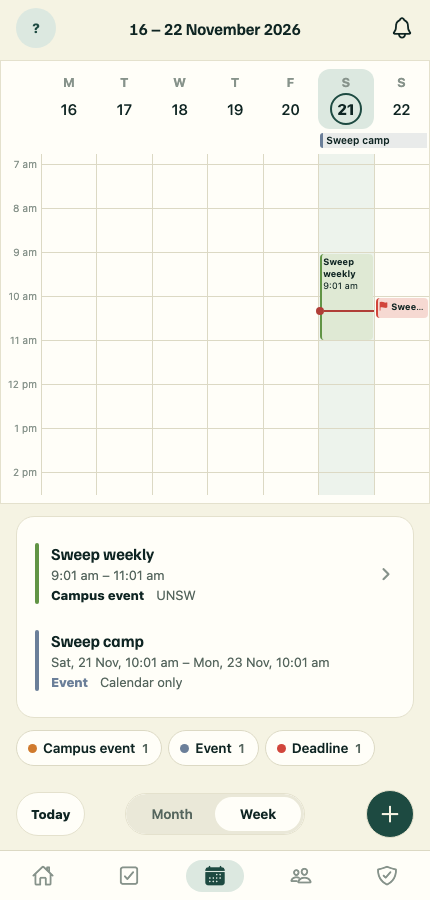 ?
16 – 22 November 2026
M T W T F S S
16 17 18 19 20 21 22
Sweep camp
7 am
8 am
9 am
Sweep
weekly
9:01 am
10 am
Swee...
11 am
12 am
1 pm
2 pm
Sweep weekly
9:01 am – 11:01 am
Campus event UNSW
Sweep camp
Sat, 21 Nov, 10:01 am – Mon, 23 Nov, 10:01 am
Event Calendar only
Campus event 1
Event 1
Deadline 1
Today
Month
Week